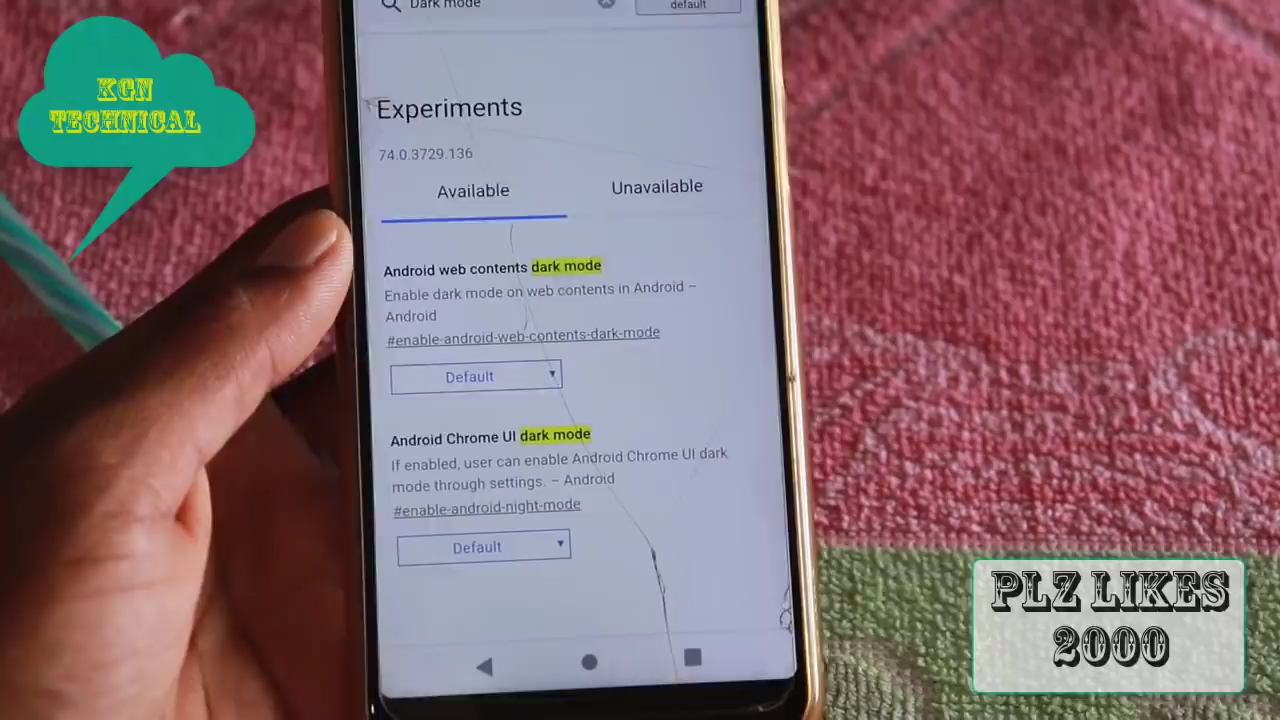 KGN
TECHNICAL
Dark mode
default
Experiments
74.0.3729.136
Available
Unavailable
Android web contents dark mode
Enable dark mode on web contents in Android –
Android
#enable-android-web-contents-dark-mode
Default
Android Chrome UI dark mode
If enabled, user can enable Android Chrome UI dark
mode through settings. – Android
#enable-android-night-mode
Default
PLZ LIKES
2000